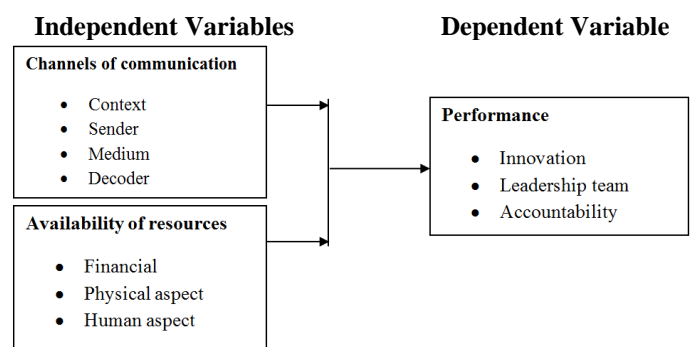 Independent Variables
Channels of communication
• Context
• Sender
• Medium
• Decoder
Availability of resources
• Financial
• Physical aspect
• Human aspect
Dependent Variable
Performance
• Innovation
• Leadership team
• Accountability